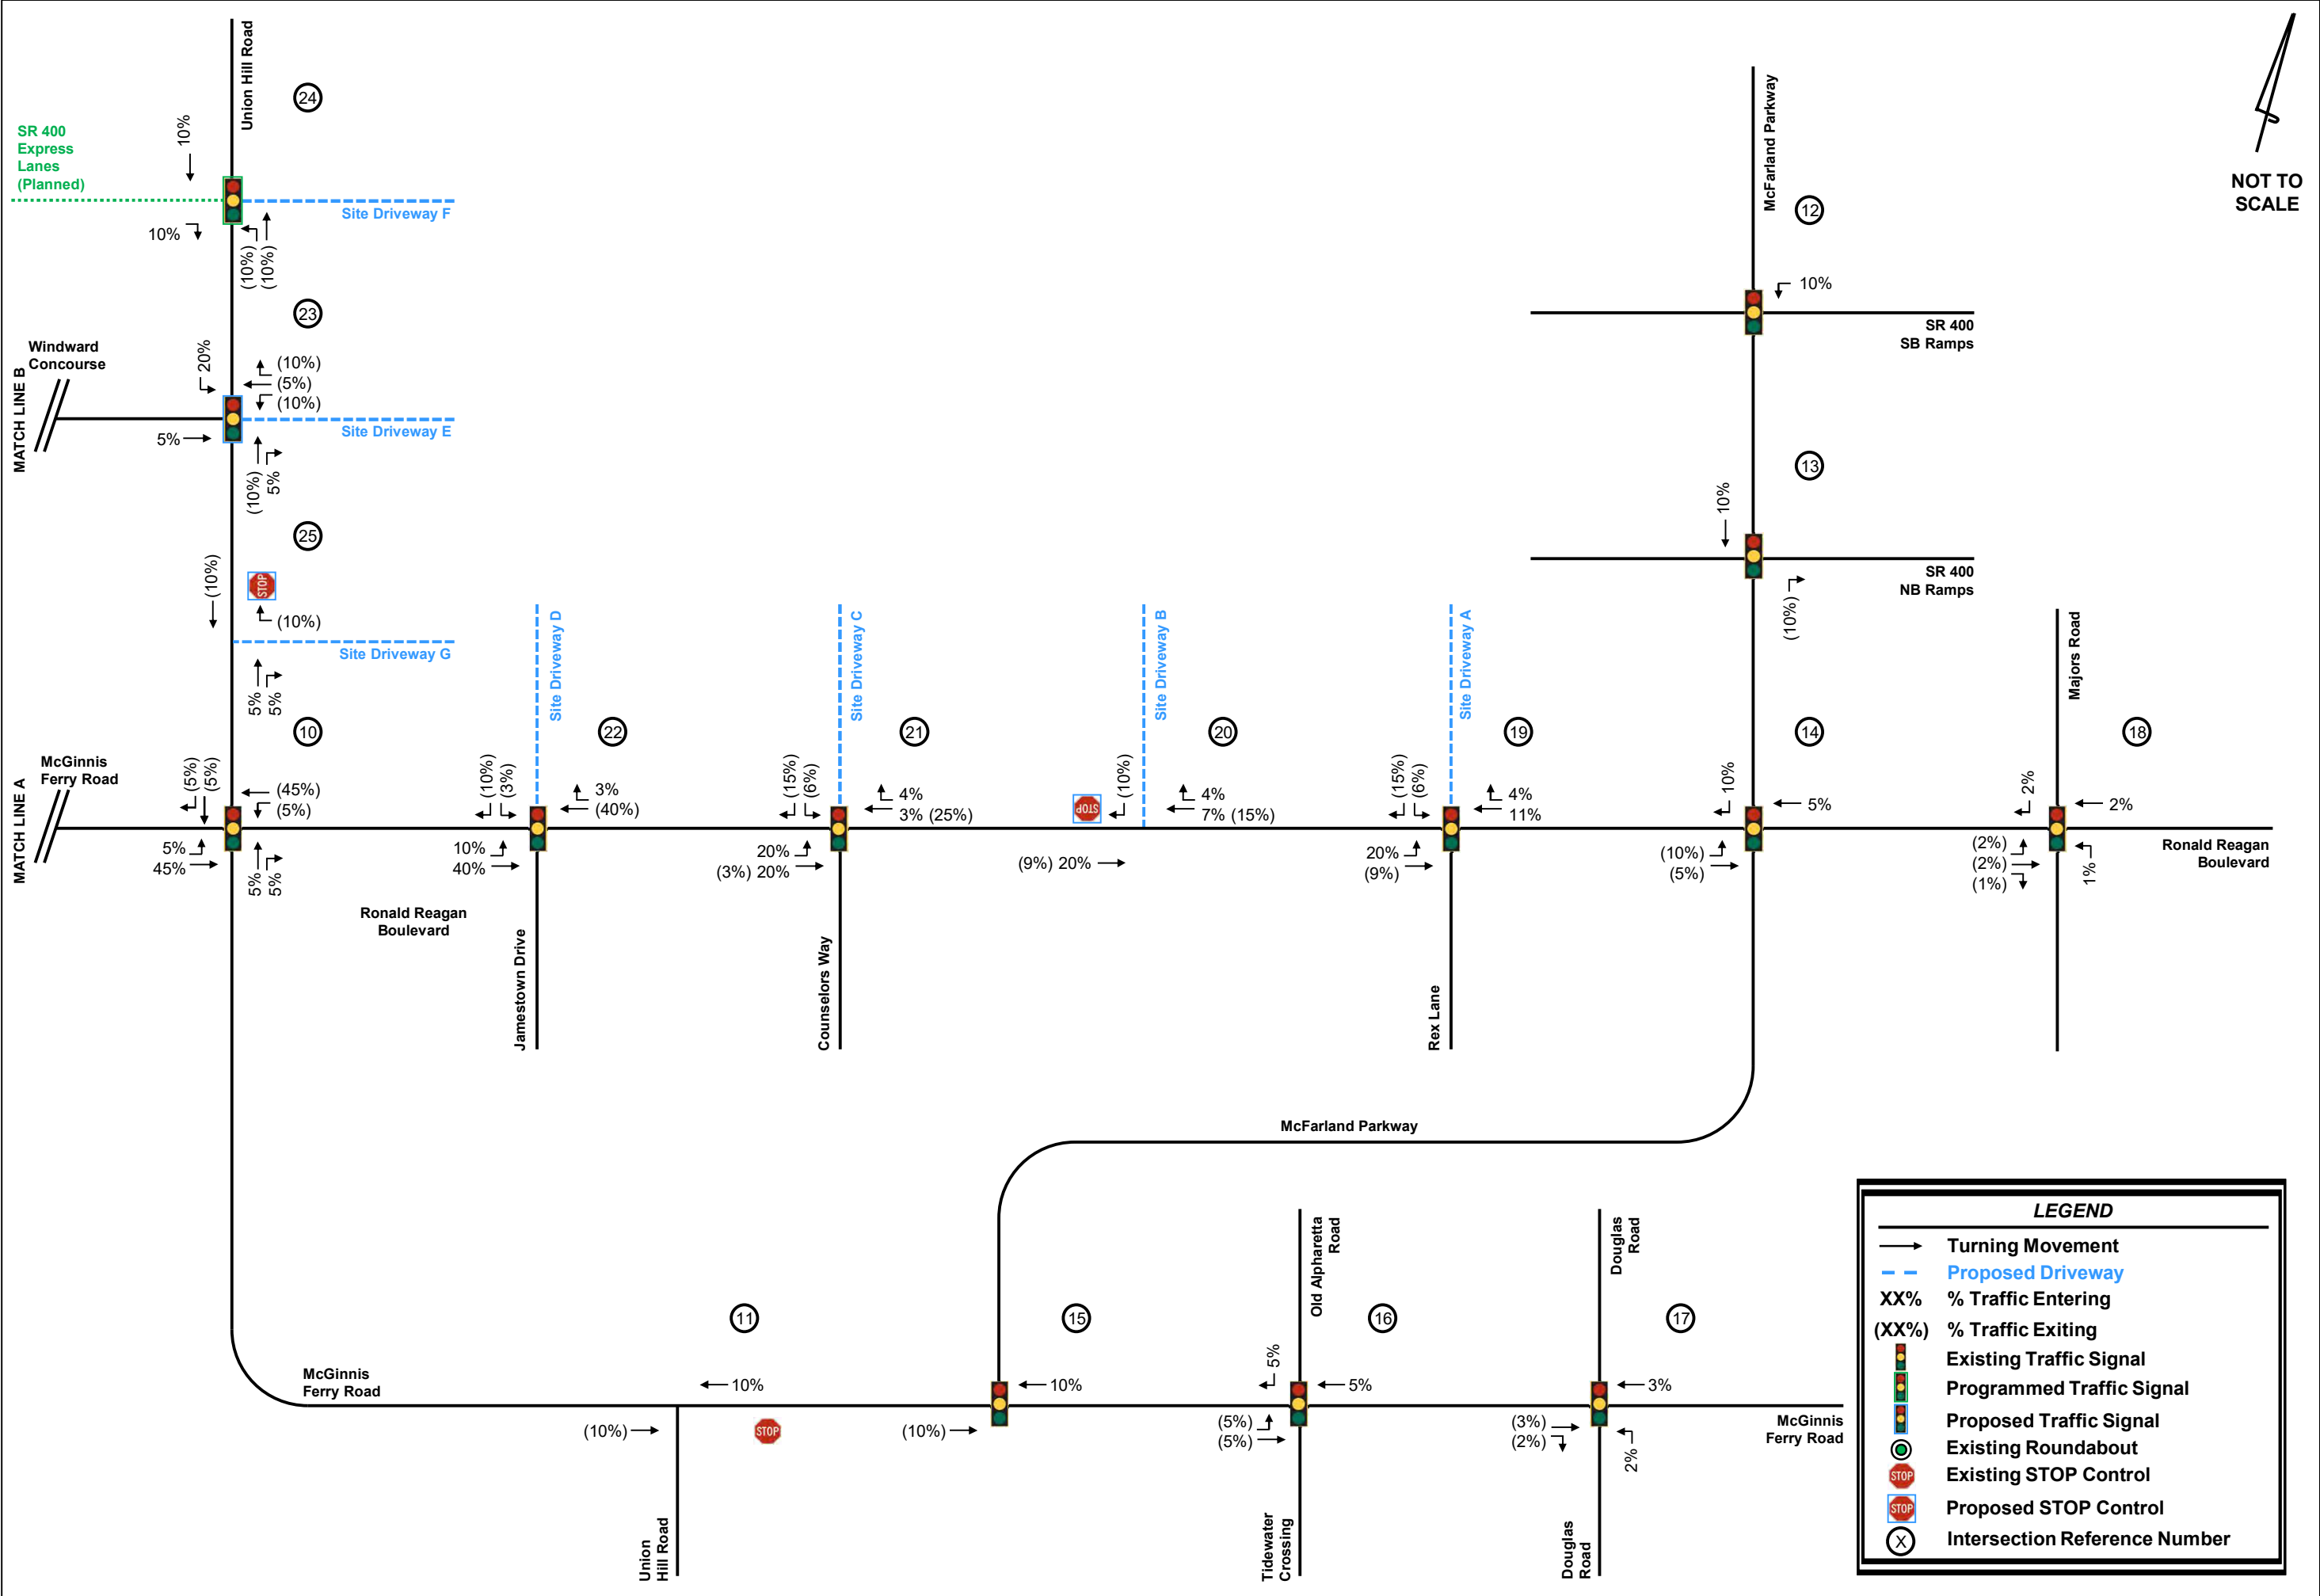 Union Hill Road
24
SR 400
Express
Lanes
(Planned)
10%
Site Driveway F
10%
(10%)
(10%)
McFarland Parkway
12
NOT TO
SCALE
10%
SR 400
SB Ramps
23
MATCH LINE B
Windward
Concourse
20%
(10%)
(5%)
(10%)
Site Driveway E
5%
(10%)
5%
13
10%
SR 400
NB Ramps
(10%)
25
(10%)
STOP
(10%)
Site Driveway G
5%
5%
MATCH LINE A
McGinnis
Ferry Road
10
(5%)
(5%)
(45%)
(5%)
5%
45%
5%
5%
Ronald Reagan
Boulevard
Site Driveway D
22
(10%)
(3%)
3%
(40%)
10%
40%
Jamestown Drive
Site Driveway C
21
(15%)
(6%)
4%
3% (25%)
20%
(3%) 20%
Counselors Way
Site Driveway B
20
STOP
(10%)
4%
7% (15%)
(9%) 20%
Site Driveway A
19
(15%)
(6%)
4%
11%
20%
(9%)
Rex Lane
14
10%
5%
(10%)
(5%)
Majors Road
18
2%
2%
(2%)
(2%)
(1%)
1%
Ronald Reagan
Boulevard
McFarland Parkway
McGinnis
Ferry Road
11
10%
(10%)
STOP
Union
Hill Road
15
10%
(10%)
Old Alpharetta
Road
16
5%
5%
(5%)
(5%)
Tidewater
Crossing
Douglas
Road
17
3%
(3%)
(2%)
2%
Douglas
Road
McGinnis
Ferry Road
LEGEND
Turning Movement
Proposed Driveway
XX% % Traffic Entering
(XX%) % Traffic Exiting
Existing Traffic Signal
Programmed Traffic Signal
Proposed Traffic Signal
Existing Roundabout
STOP Existing STOP Control
STOP Proposed STOP Control
X Intersection Reference Number